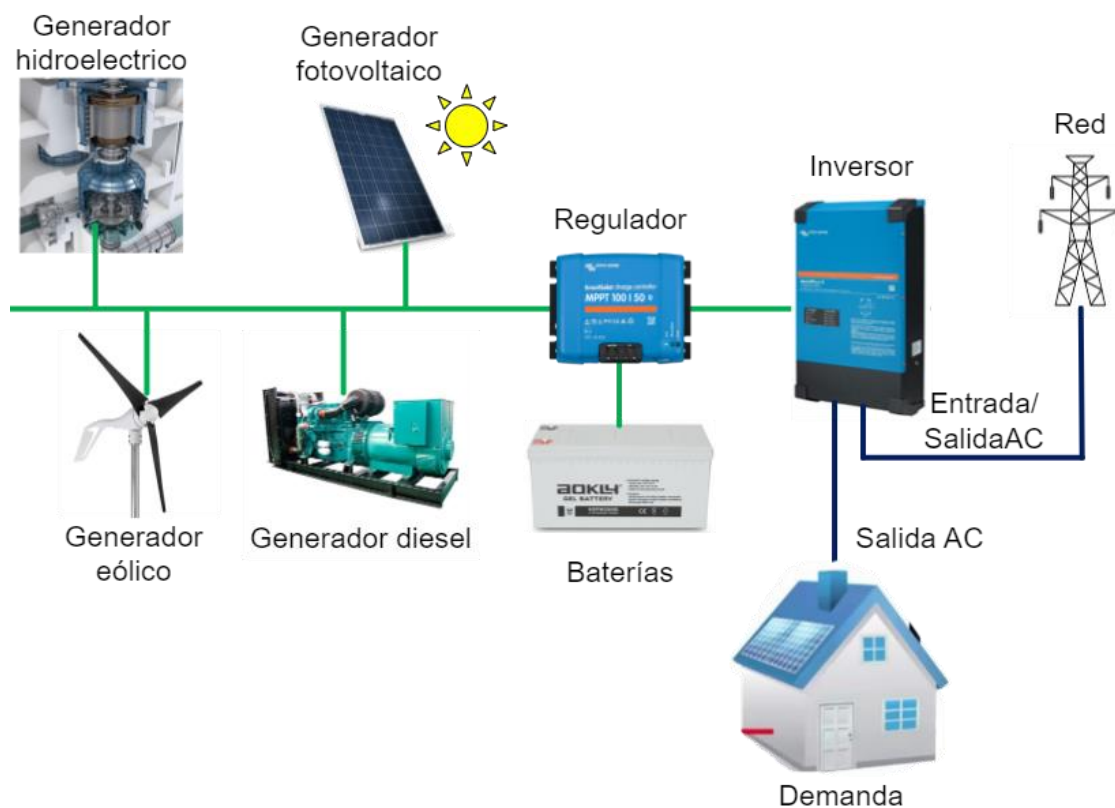 Generador
hidroelectrico
Generador
fotovoltaico
Red
Inversor
Regulador
MPPT 100 | 50
Entrada/
SalidaAC
AOKLY
GEL BATTERY
Generador
eólico
Generador diesel
Baterías
Salida AC
Demanda